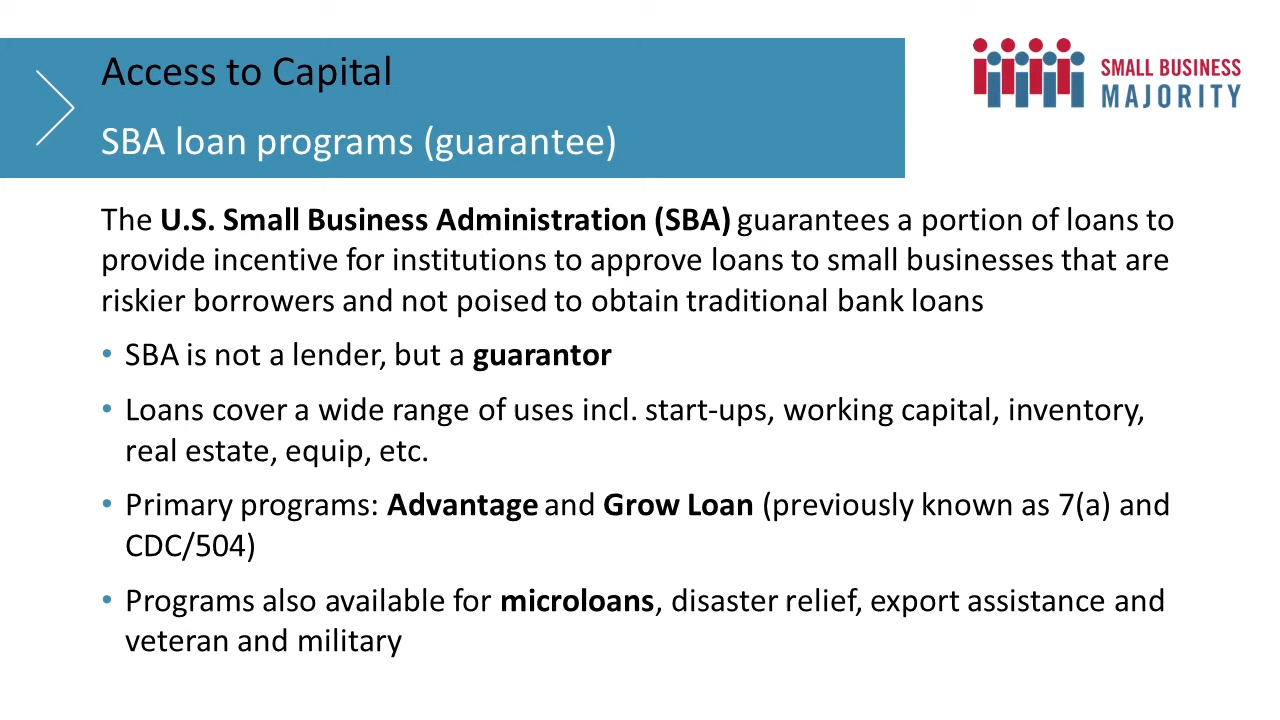 Access to Capital
SBA loan programs (guarantee)
SMALL BUSINESS
MAJORITY
The U.S. Small Business Administration (SBA) guarantees a portion of loans to
provide incentive for institutions to approve loans to small businesses that are
riskier borrowers and not poised to obtain traditional bank loans
• SBA is not a lender, but a guarantor
• Loans cover a wide range of uses incl. start-ups, working capital, inventory,
real estate, equip, etc.
• Primary programs: Advantage and Grow Loan (previously known as 7(a) and
CDC/504)
• Programs also available for microloans, disaster relief, export assistance and
veteran and military